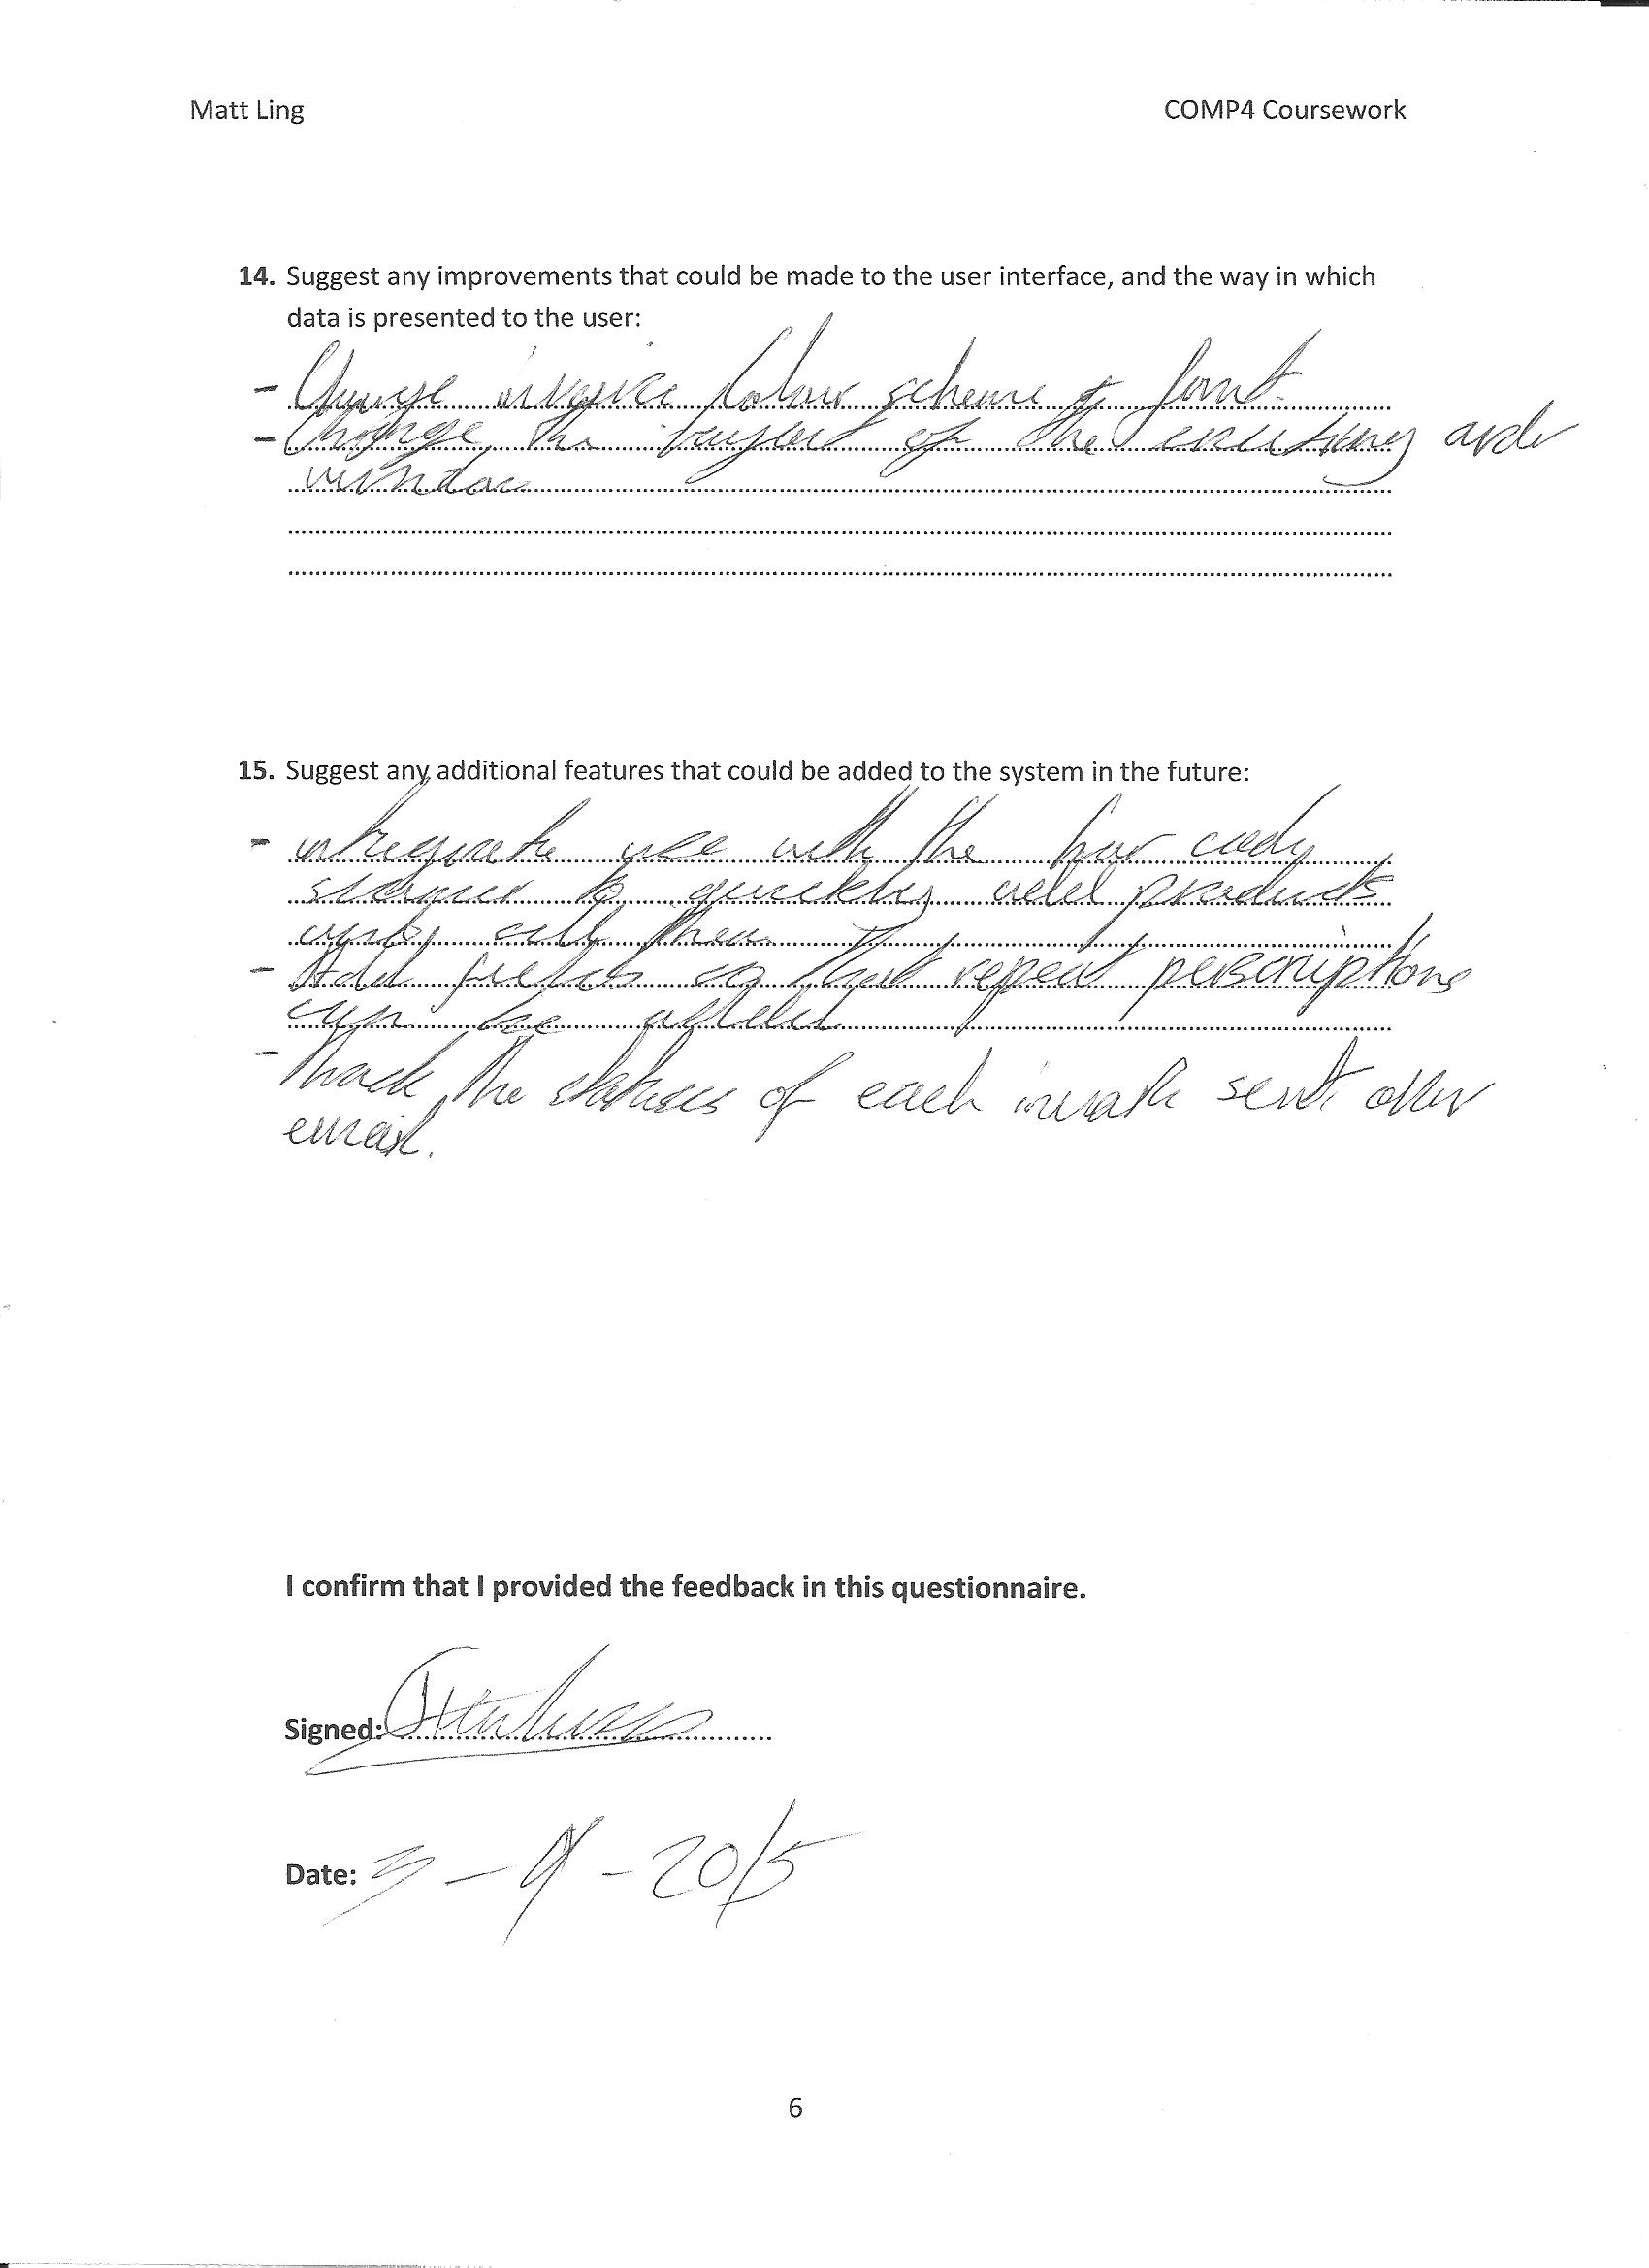 Matt Ling
COMP4 Coursework
14. Suggest any improvements that could be made to the user interface, and the way in which
data is presented to the user:
- Change invoice colour scheme & font.
- Change the layout of the existing order
window
15. Suggest any additional features that could be added to the system in the future:
- integrate use with the bar code
scanner to quickly add products
and sell them.
- Add fields so that repeat perscriptions
can be added
- Track the statuses of each invoice sent over
email.
I confirm that I provided the feedback in this questionnaire.
Signed:
Date: 3 - 4 - 2015
6